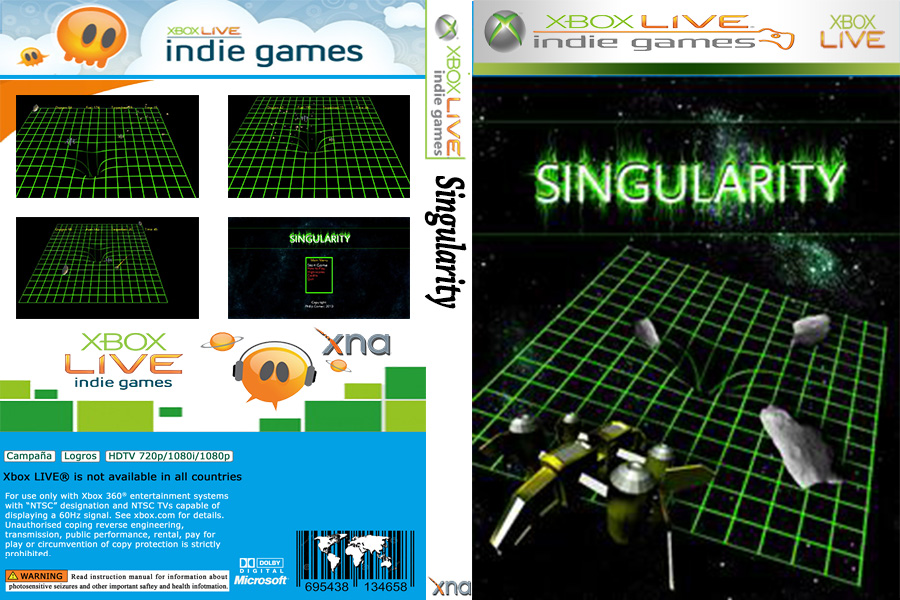 XBOX LIVE
indie games
SINGULARITY
Main Menu
Copyright
XBOX LIVE
indie games
xna
Campaña Logros HDTV 720p/1080i/1080p
Xbox LIVE® is not available in all countries
For use only with Xbox 360® entertainment systems
with “NTSC” designation and NTSC TVs capable of
displaying a 60Hz signal. See xbox.com for details.
Unauthorised coping reverse engineering,
transmission, public performance, rental, pay for
play or circumvention of copy protection is strictly
prohibited.
WARNING Read instruction manual for information about
photosensitive seizures and other important saftey and health infotmation.
DOLBY
DIGITAL
Microsoft®
695438 134658
XBOX LIVE
indie games
Singularity
xna
XBOX LIVE
indie games
XBOX
LIVE
SINGULARITY